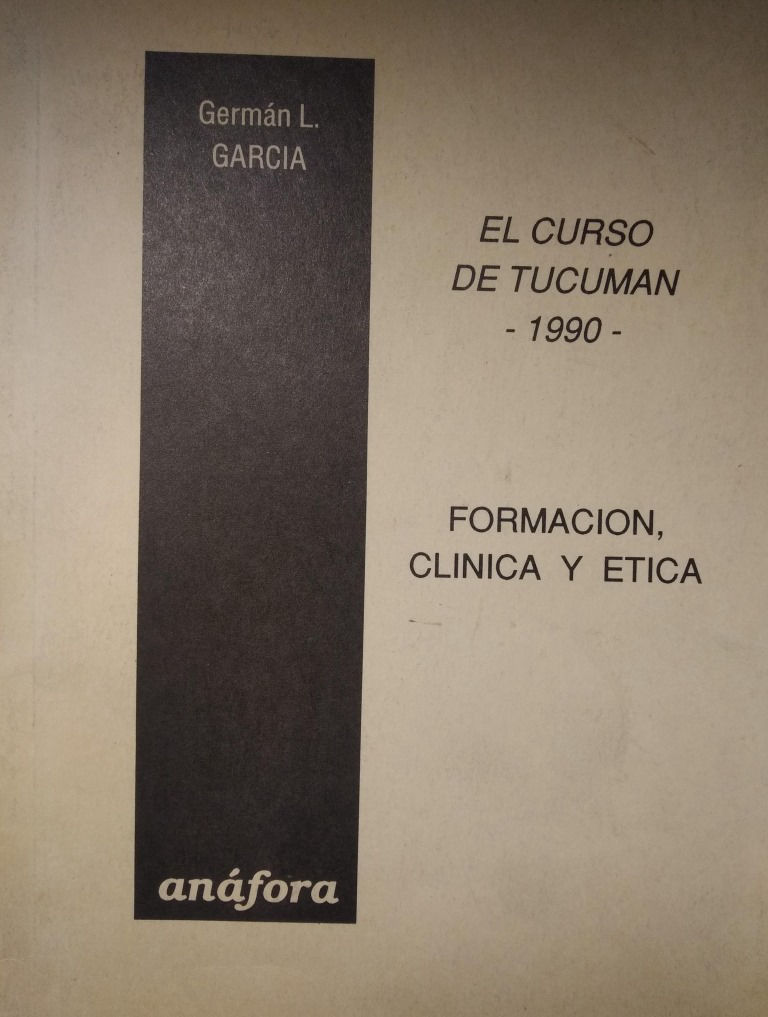 Germán L.
GARCIA
EL CURSO
DE TUCUMAN
- 1990 -
FORMACION,
CLINICA Y ETICA
anáfora